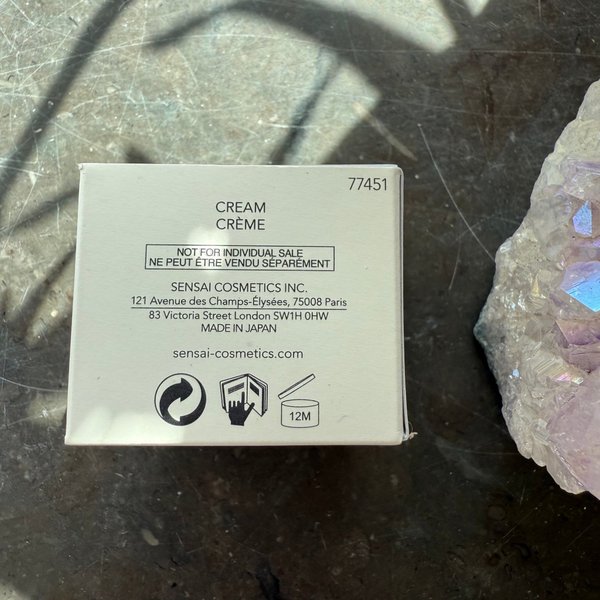 77451
CREAM
CRÈME
NOT FOR INDIVIDUAL SALE
NE PEUT ÊTRE VENDU SÉPARÉMENT
SENSAI COSMETICS INC.
121 Avenue des Champs-Élysées, 75008 Paris
83 Victoria Street London SW1H 0HW
MADE IN JAPAN
sensai-cosmetics.com
12M